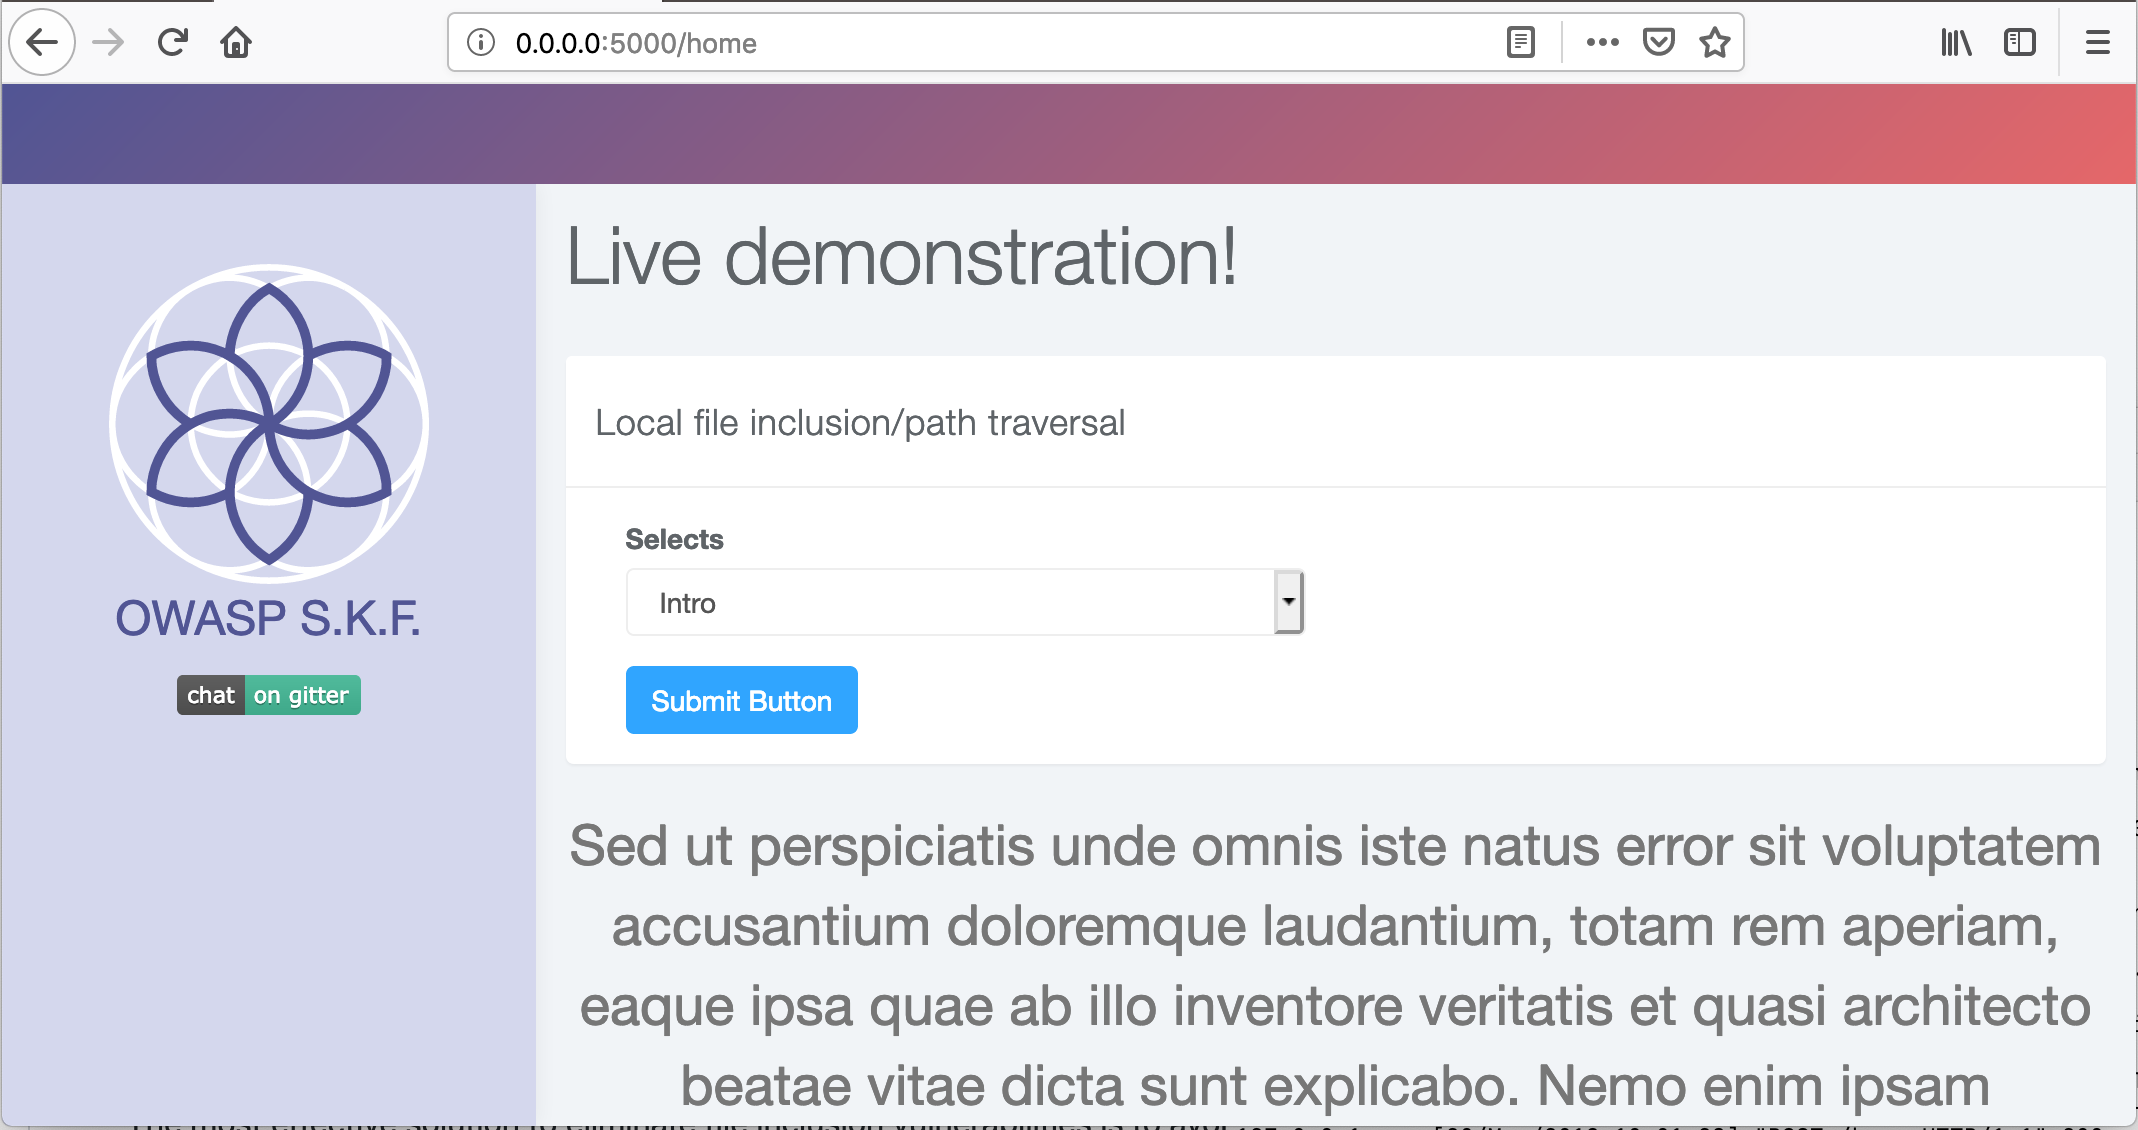 0.0.0.0:5000/home
Live demonstration!
Local file inclusion/path traversal
Selects
Intro
Submit Button
OWASP S.K.F.
chat on gitter
Sed ut perspiciatis unde omnis iste natus error sit voluptatem
accusantium doloremque laudantium, totam rem aperiam,
eaque ipsa quae ab illo inventore veritatis et quasi architecto
beatae vitae dicta sunt explicabo. Nemo enim ipsam